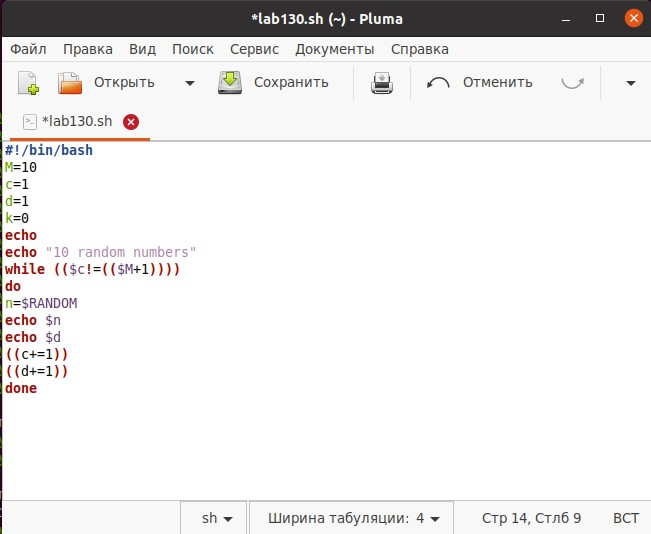 *lab130.sh (~) - Pluma
Файл Правка Вид Поиск Сервис Документы Справка
Открыть Сохранить Отменить
*lab130.sh
#!/bin/bash
M=10
c=1
d=1
k=0
echo
echo "10 random numbers"
while (($c!=(($M+1))))
do
n=$RANDOM
echo $n
echo $d
((c+=1))
((d+=1))
done
sh Ширина табуляции: 4 Стр 14, Стлб 9 ВСТ